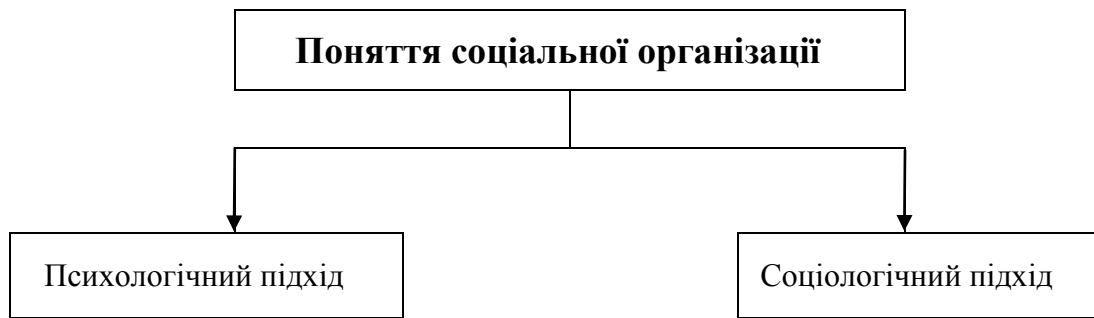 Поняття соціальної організації
Психологічний підхід
Соціологічний підхід